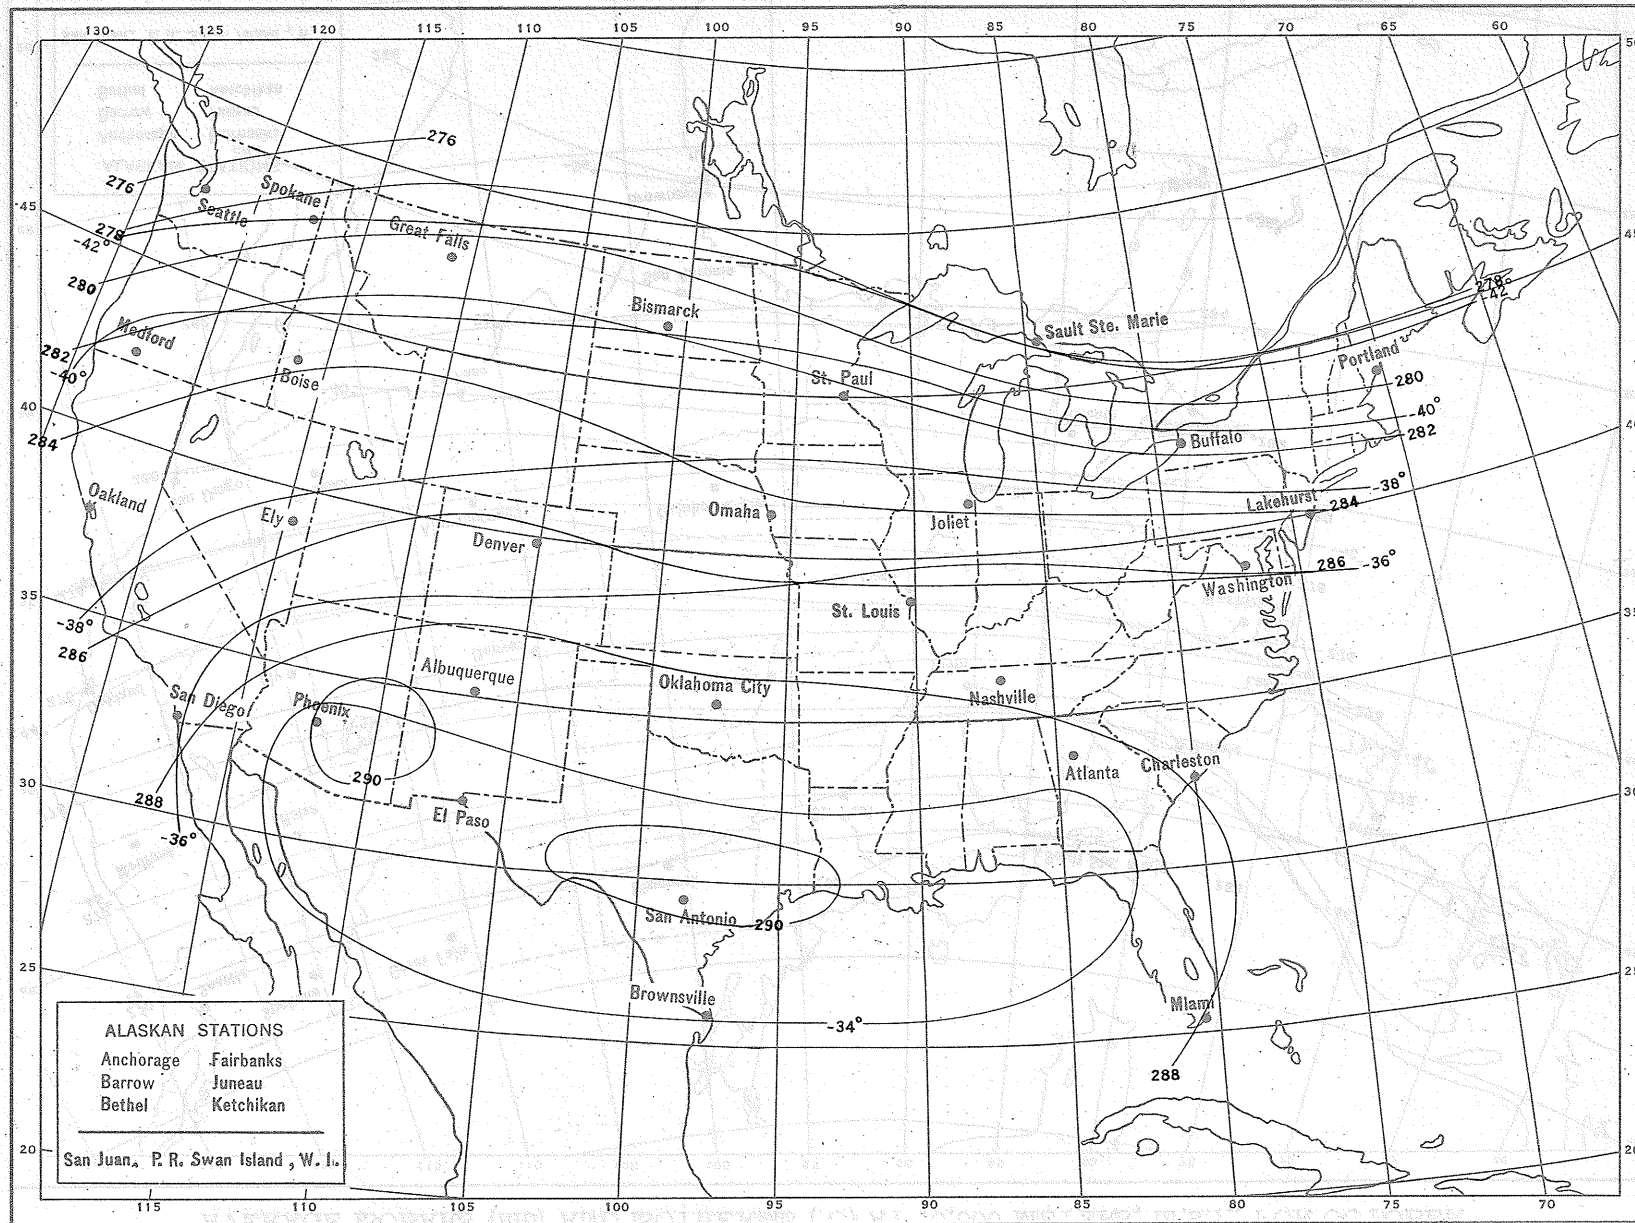 130 125 120 115 110 105 100 95 90 85 80 75 70 65 60
276
276
Spokane
-45
Seattle
278
-42°
Great Falls
45
280
278
-42°
Bismarck
Sault Ste. Marie
Medford
282
-40°
Portland
Boise
St. Paul
280
40
-40°
284
Buffalo
282
-38°
Oakland
Lakehurst
284
Ely
Omaha
Joliet
Denver
286
-36°
Washington
35
-38°
St. Louis
286
Albuquerque
Oklahoma City
San Diego
Phoenix
Nashville
290
Atlanta
Charleston
30
288
El Paso
-36°
San Antonio
290
25
Brownsville
Miami
-34°
288
ALASKAN STATIONS
Anchorage Fairbanks
Barrow Juneau
Bethel Ketchikan
San Juan, P. R. Swan Island, W. I.
20
115 110 105 100 95 90 85 80 75 70